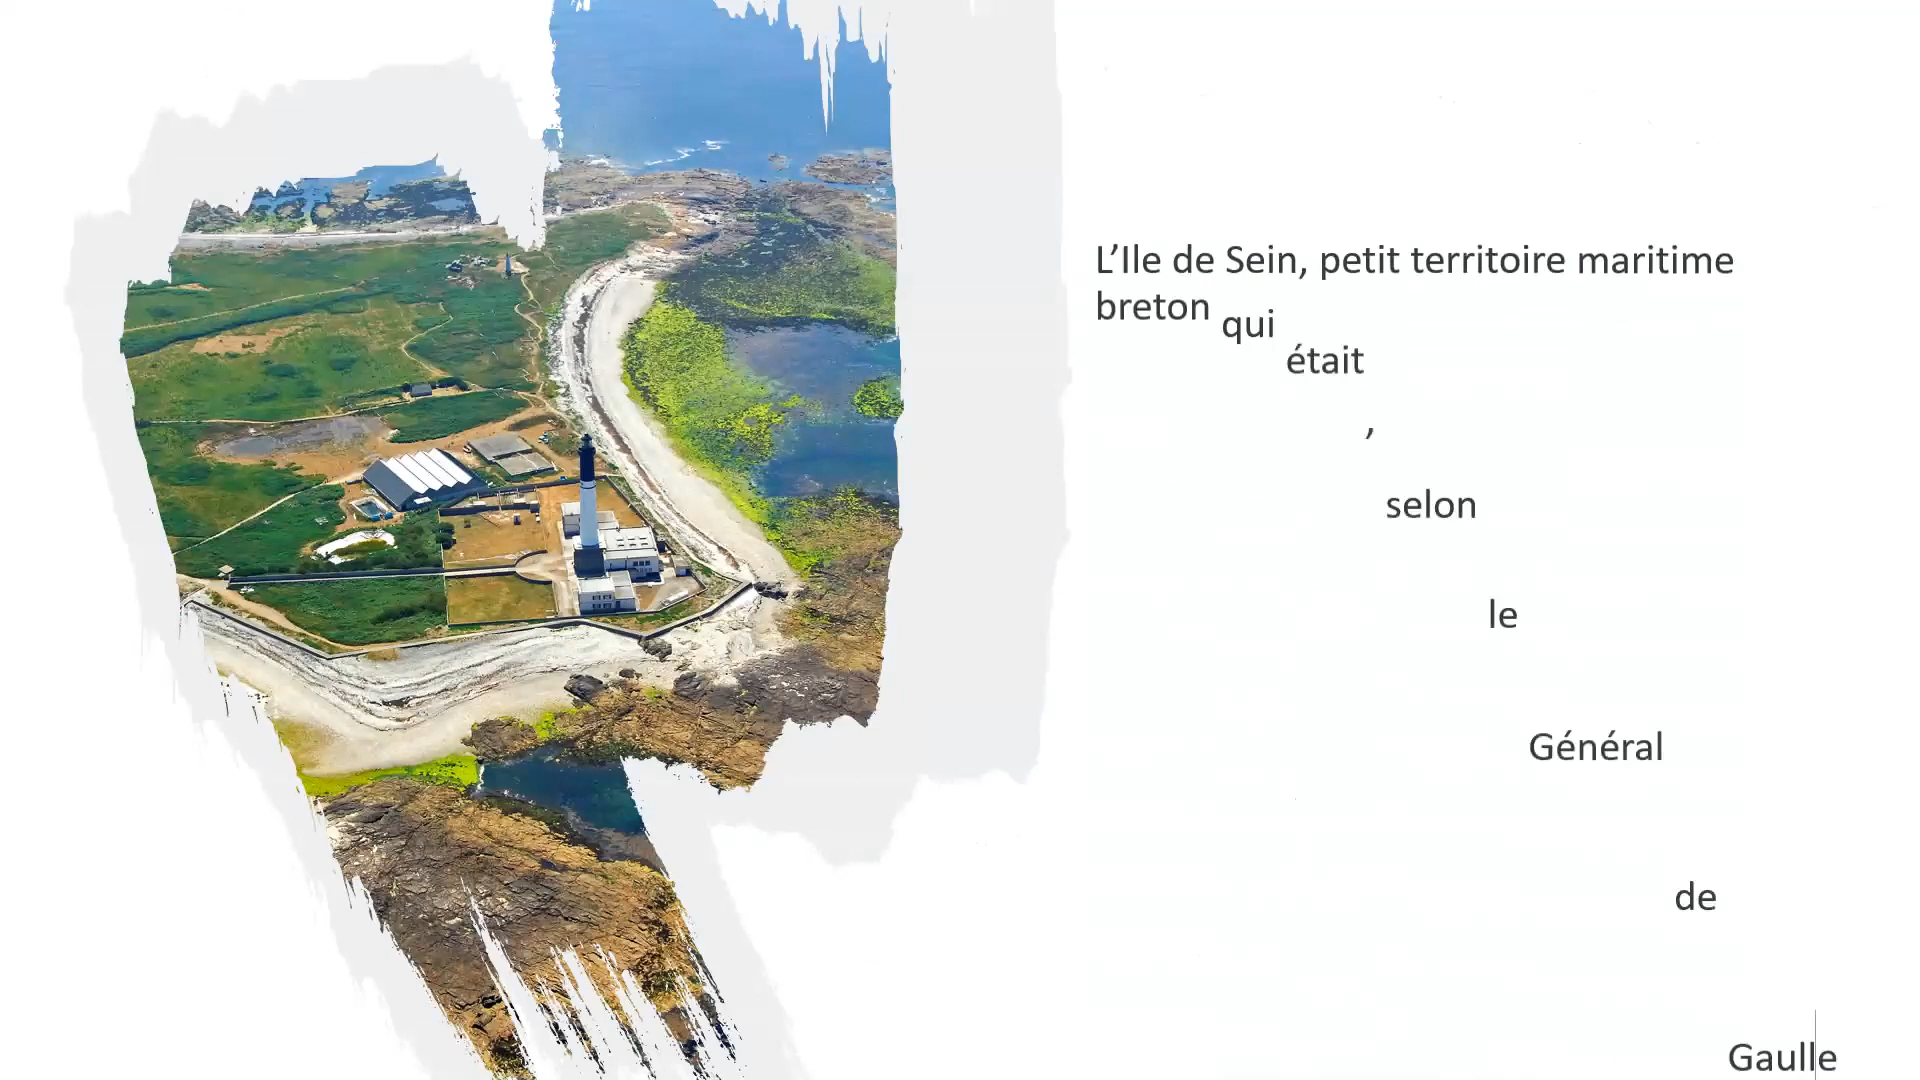 L’Ile de Sein, petit territoire maritime
breton qui
était
,
selon
le
Général
de
Gaulle